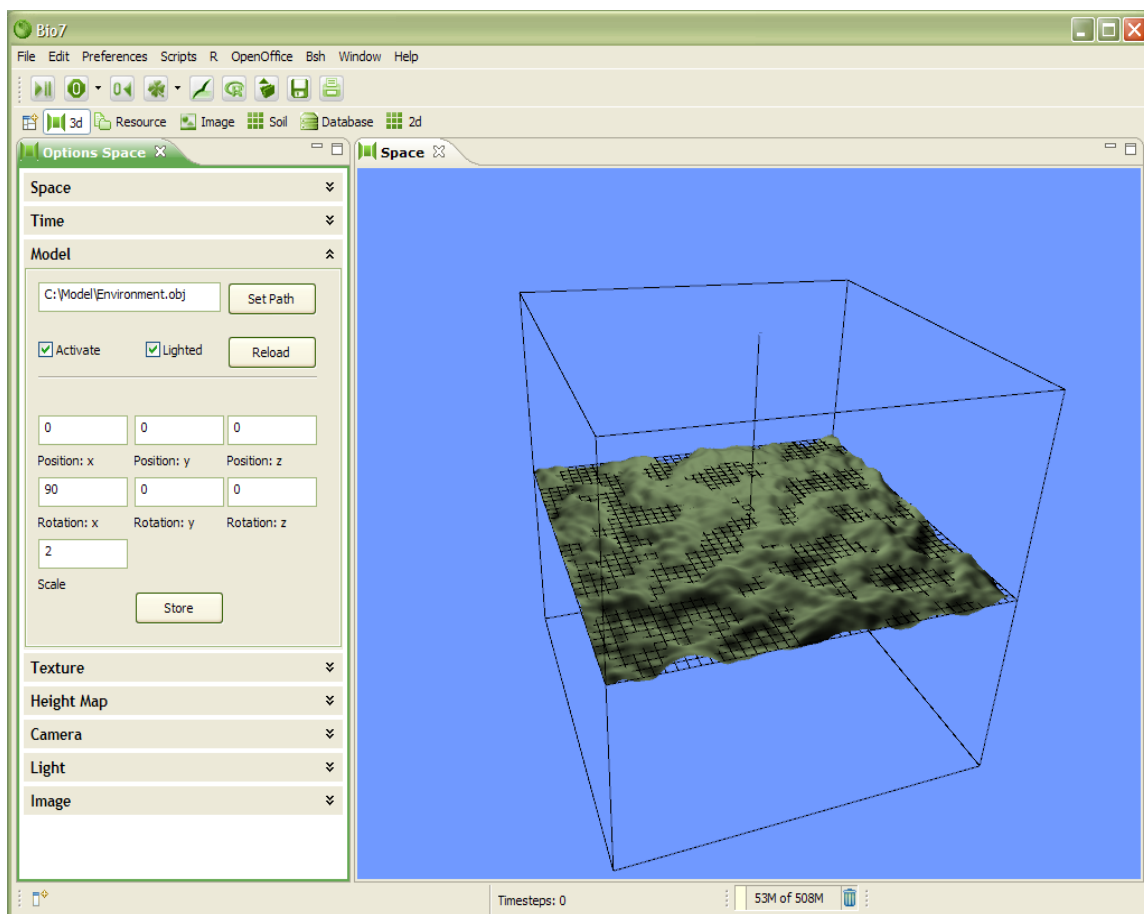 Bio7
File Edit Preferences Scripts R OpenOffice Bsh Window Help
3d Resource Image Soil Database 2d
Options Space
Space
Space
Time
Model
C:\Model\Environment.obj Set Path
Activate Lighted Reload
0 0 0
Position: x Position: y Position: z
90 0 0
Rotation: x Rotation: y Rotation: z
2
Scale
Store
Texture
Height Map
Camera
Light
Image
Timesteps: 0 53M of 508M